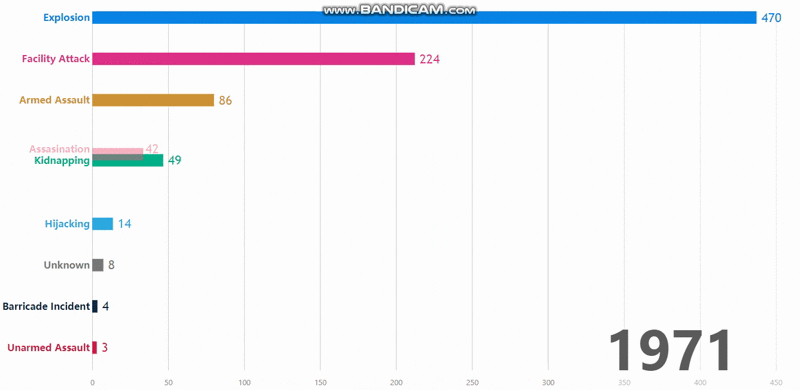 www.BANDICAM.com
Explosion 470
Facility Attack 224
Armed Assault 86
Assasination 42
Kidnapping 49
Hijacking 14
Unknown 8
Barricade Incident 4
Unarmed Assault 3
1971
0 50 100 150 200 250 300 350 400 450